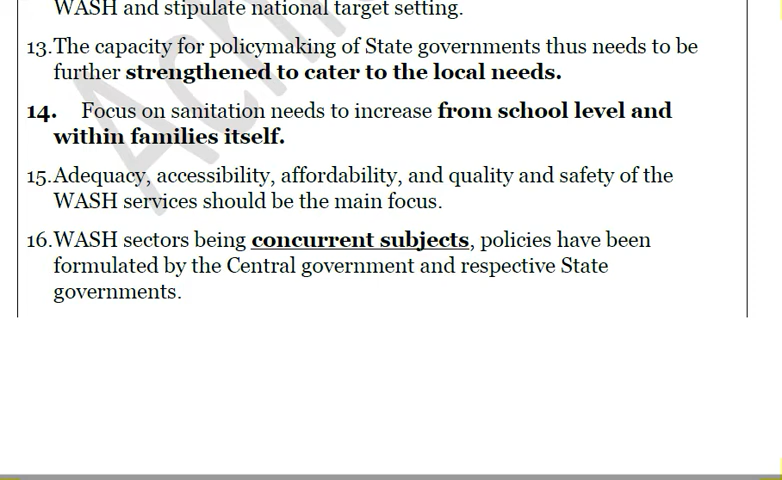 WASH and stipulate national target setting.
13.The capacity for policymaking of State governments thus needs to be
further strengthened to cater to the local needs.
14. Focus on sanitation needs to increase from school level and
within families itself.
15.Adequacy, accessibility, affordability, and quality and safety of the
WASH services should be the main focus.
16.WASH sectors being concurrent subjects, policies have been
formulated by the Central government and respective State
governments.